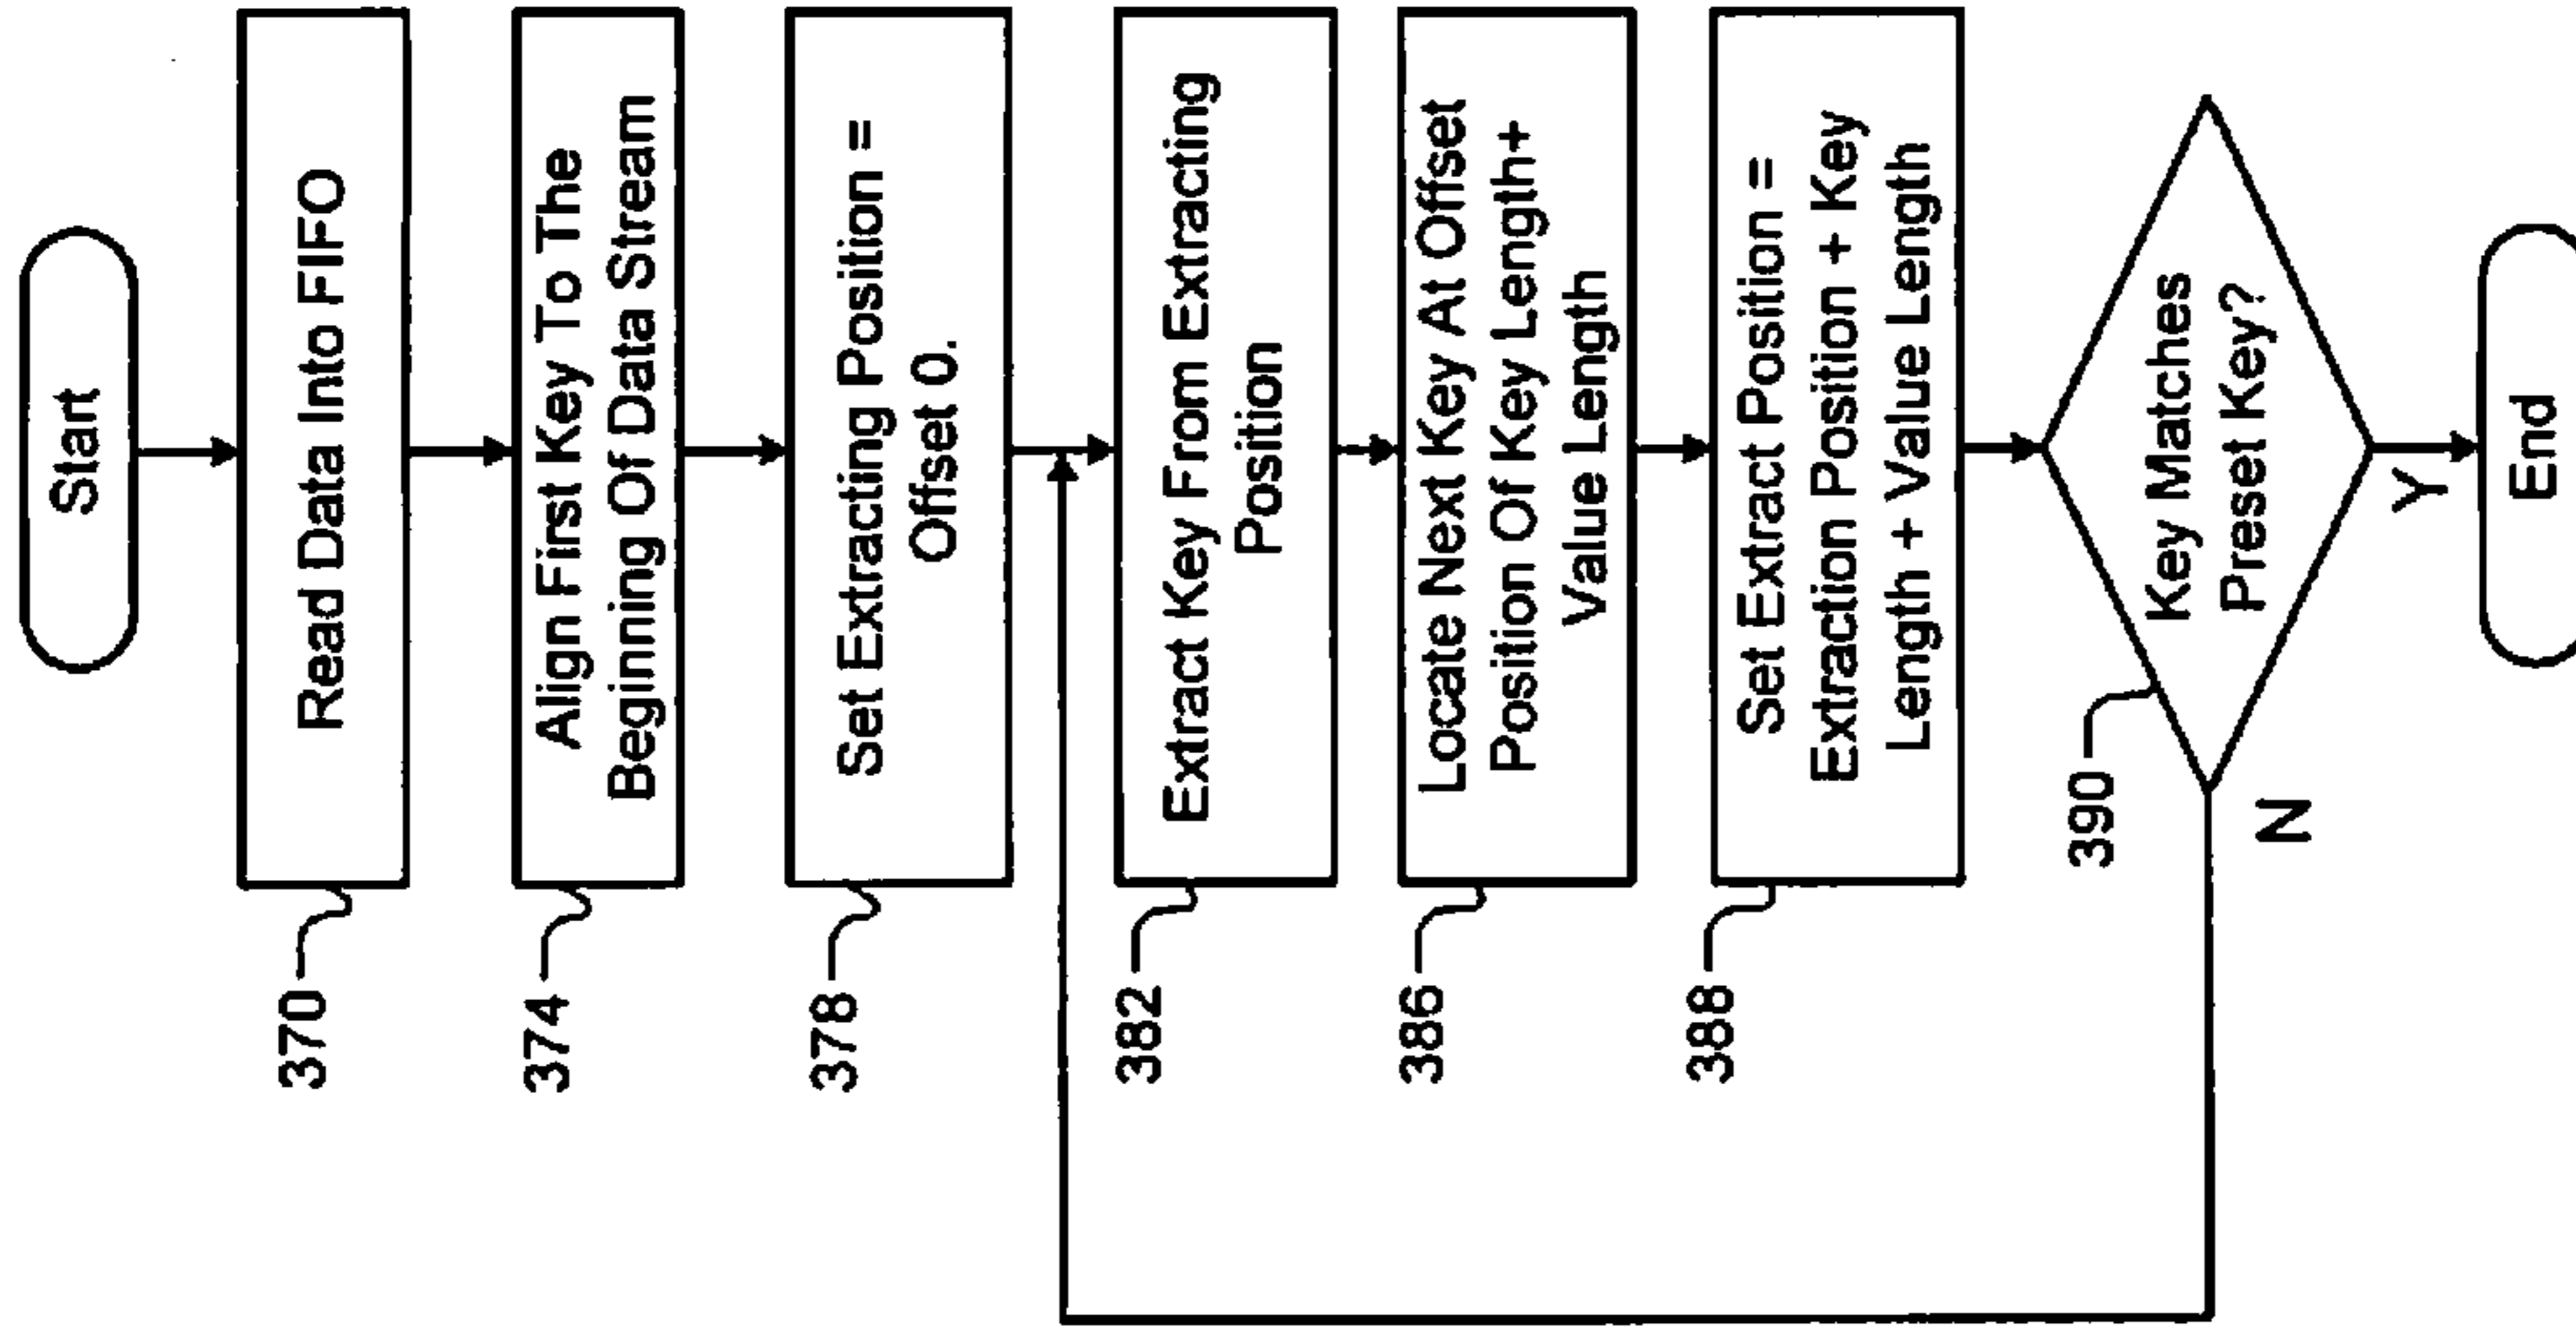 Start
370
Read Data Into FIFO
374
Align First Key To The
Beginning Of Data Stream
378
Set Extracting Position =
Offset 0.
382
Extract Key From Extracting
Position
386
Locate Next Key At Offset
Position Of Key Length+
Value Length
388
Set Extract Position =
Extraction Position + Key
Length + Value Length
390
Key Matches
Preset Key?
N
Y
End